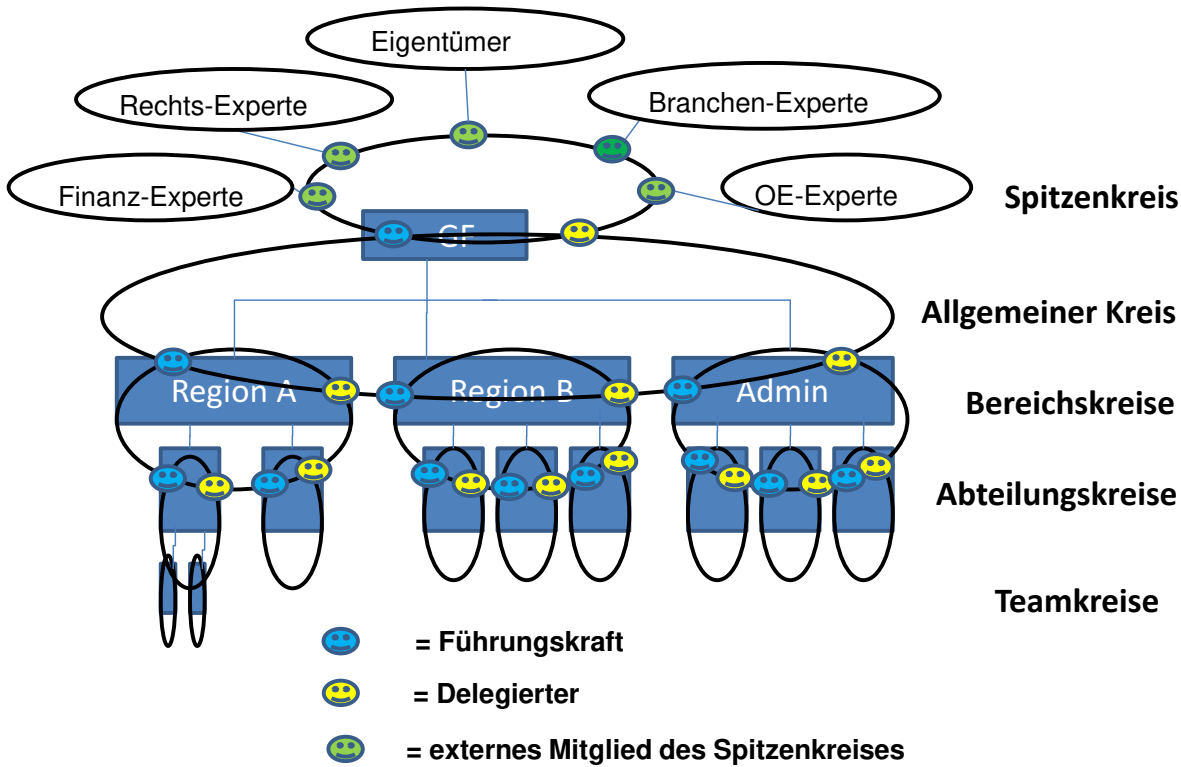 Eigentümer
Rechts-Experte
Branchen-Experte
Finanz-Experte
OE-Experte
Spitzenkreis
GF
Allgemeiner Kreis
Region A
Region B
Admin
Bereichskreise
Abteilungskreise
Teamkreise
= Führungskraft
= Delegierter
= externes Mitglied des Spitzenkreises